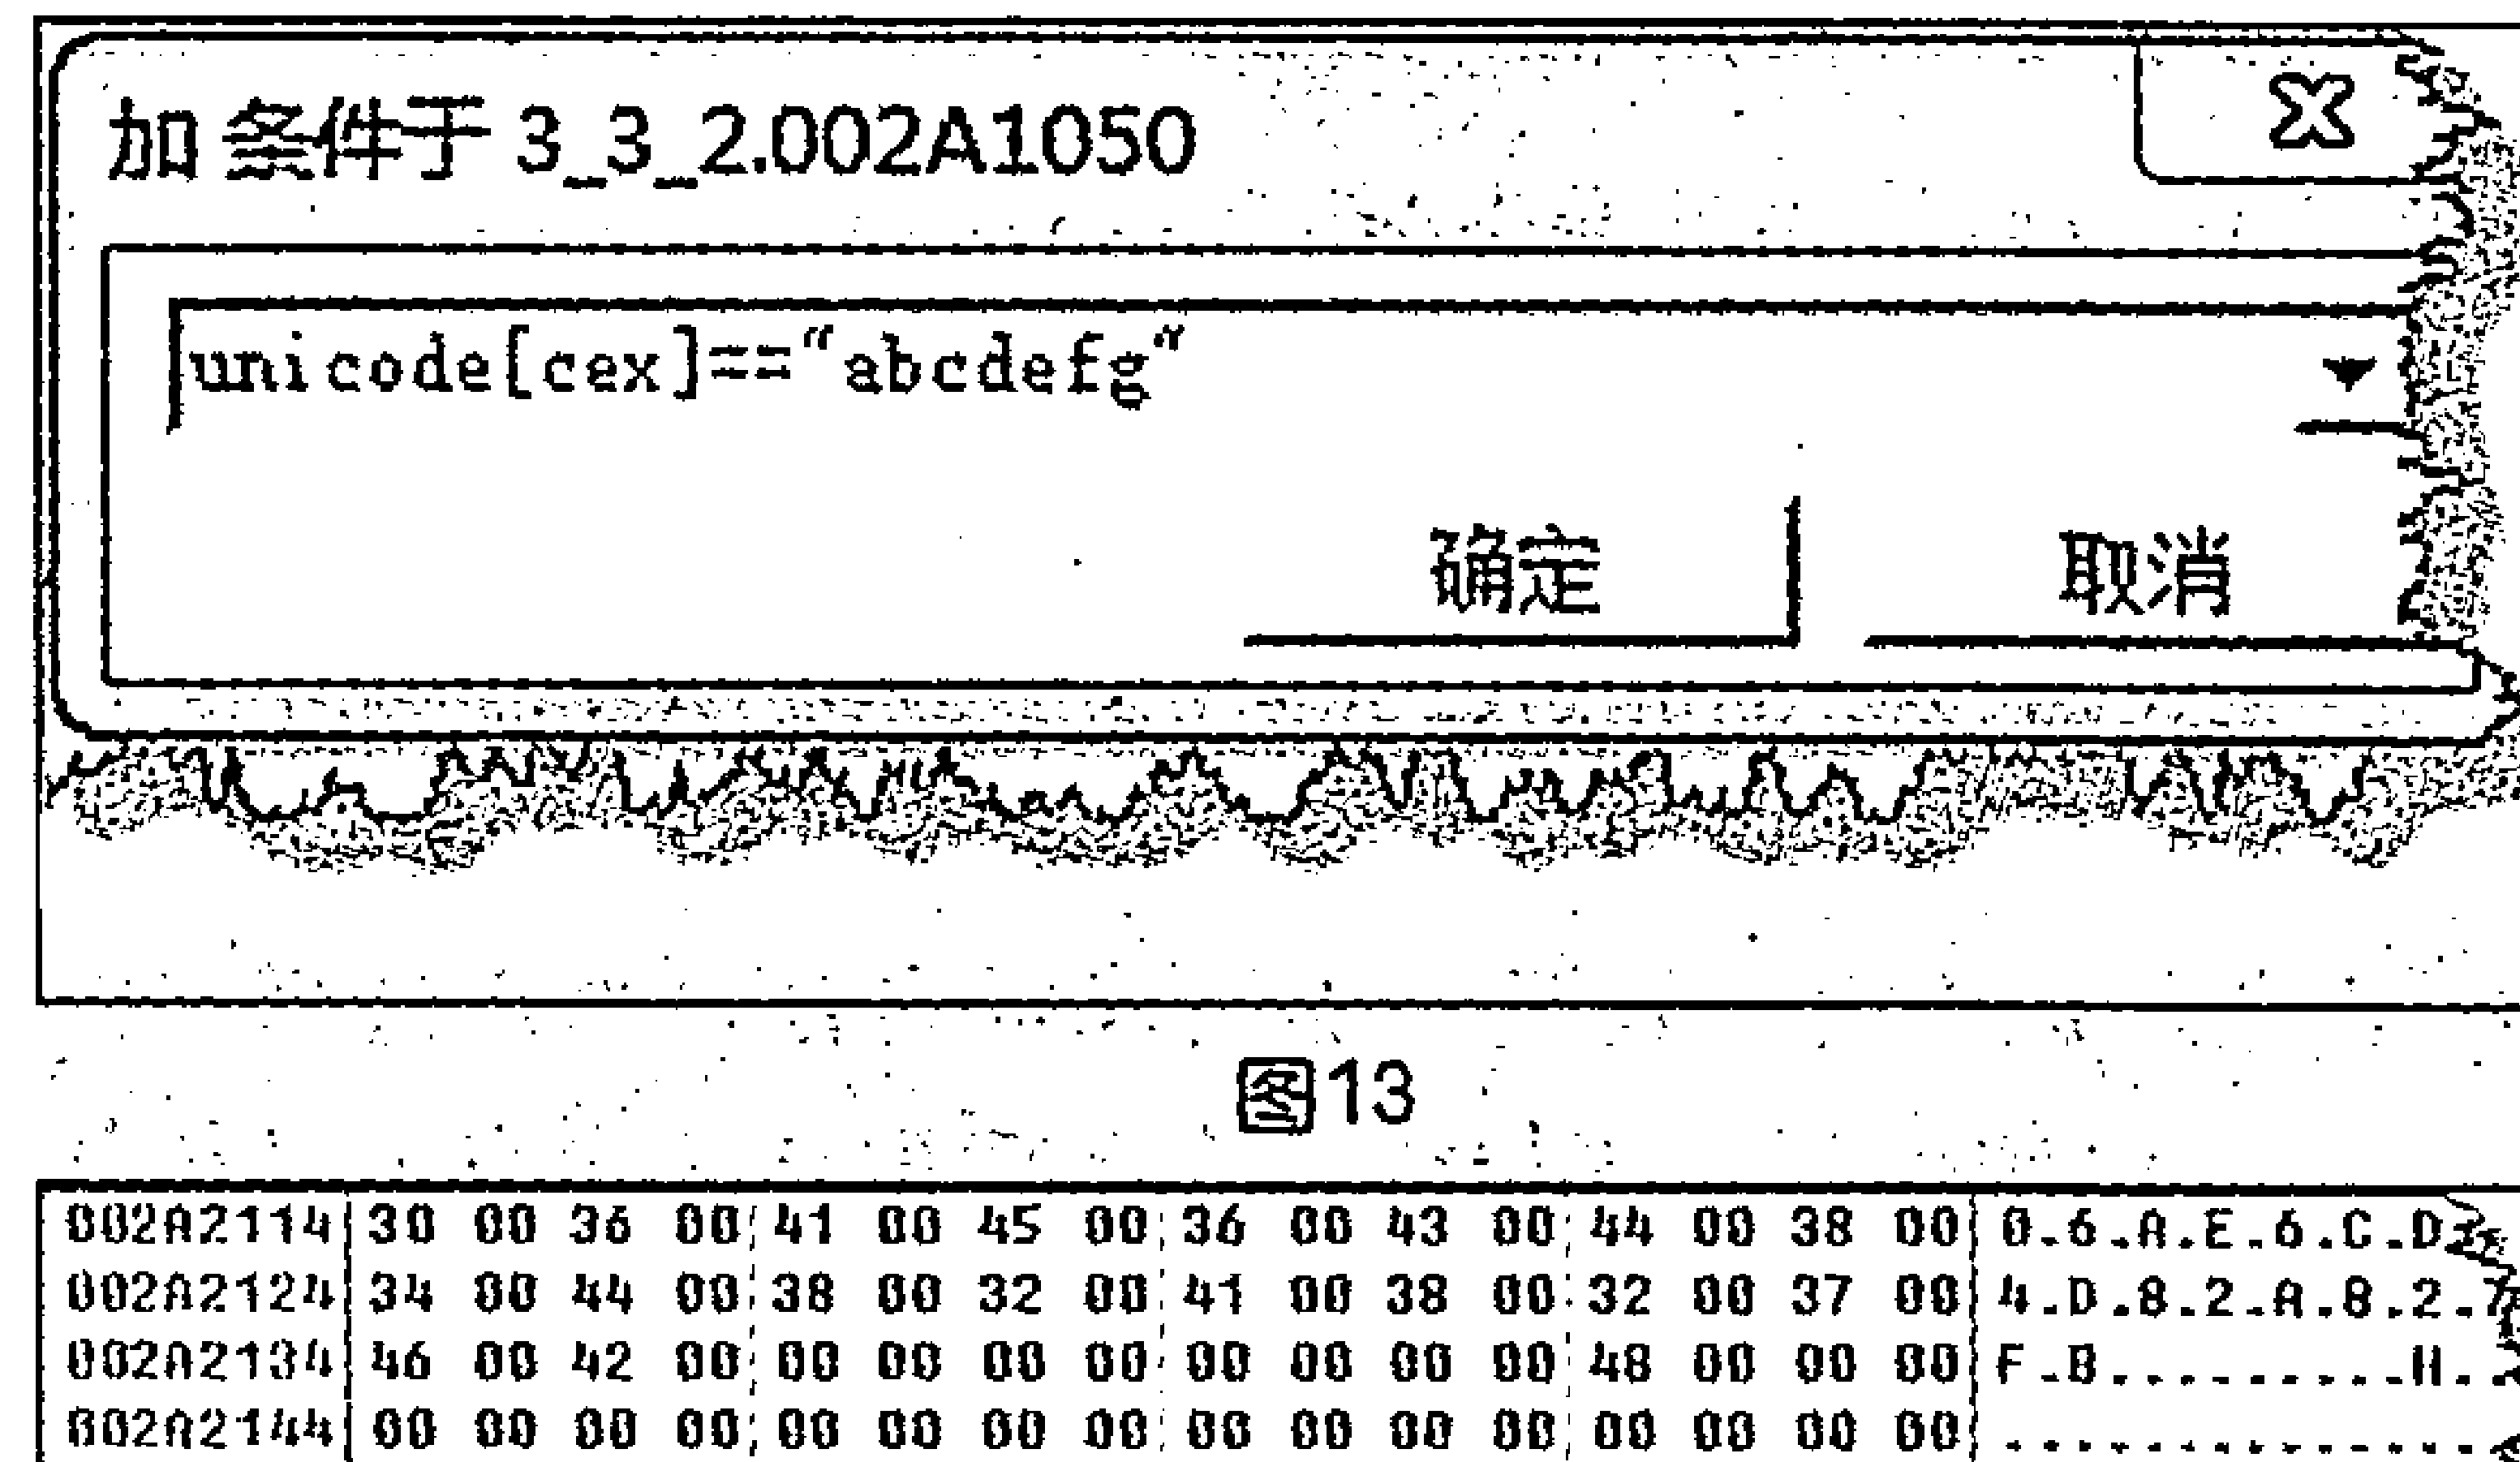 加条件于 3_3_2.002A1050
unicode[cex]=="abcdefg"
确定 取消
图13
002A2114 30 00 36 00 41 00 45 00 36 00 43 00 44 00 38 00 0.6.A.E.6.C.D
002A2124 34 00 44 00 38 00 32 00 41 00 38 00 32 00 37 00 4.D.8.2.A.8.2.7
002A2134 46 00 42 00 00 00 00 00 00 00 00 00 48 00 00 00 F.B.........H.
002A2144 00 00 00 00 00 00 00 00 00 00 00 00 00 00 00 00 ...............